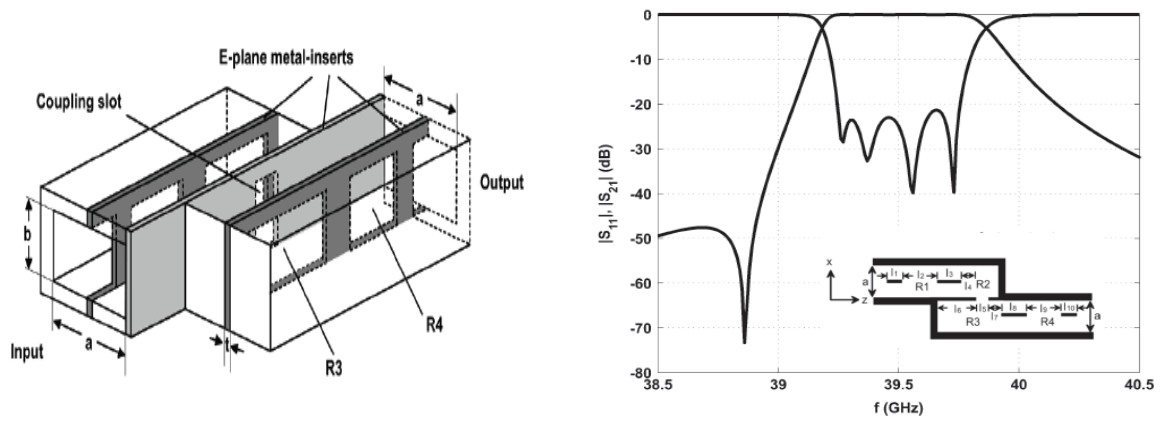 E-plane metal-inserts
Coupling slot
a
Output
b
a
Input
t
R3
R4
0
-10
-20
-30
-40
-50
-60
-70
-80
|S11|, |S21| (dB)
38.5
39
39.5
40
40.5
f (GHz)
x
z
a
l1
l2
l3
R1
l4
R2
l6
l5
l7
l8
l9
l10
R3
R4
a